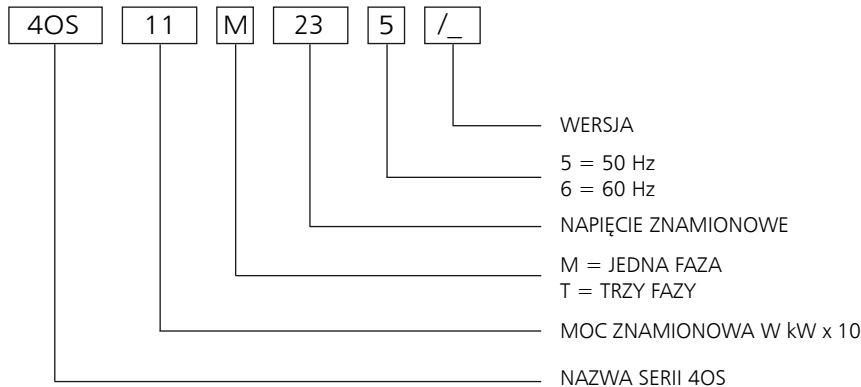 4OS 11 M 23 5 /_
WERSJA
5 = 50 Hz
6 = 60 Hz
NAPIĘCIE ZNAMIONOWE
M = JEDNA FAZA
T = TRZY FAZY
MOC ZNAMIONOWA W kW x 10
NAZWA SERII 4OS